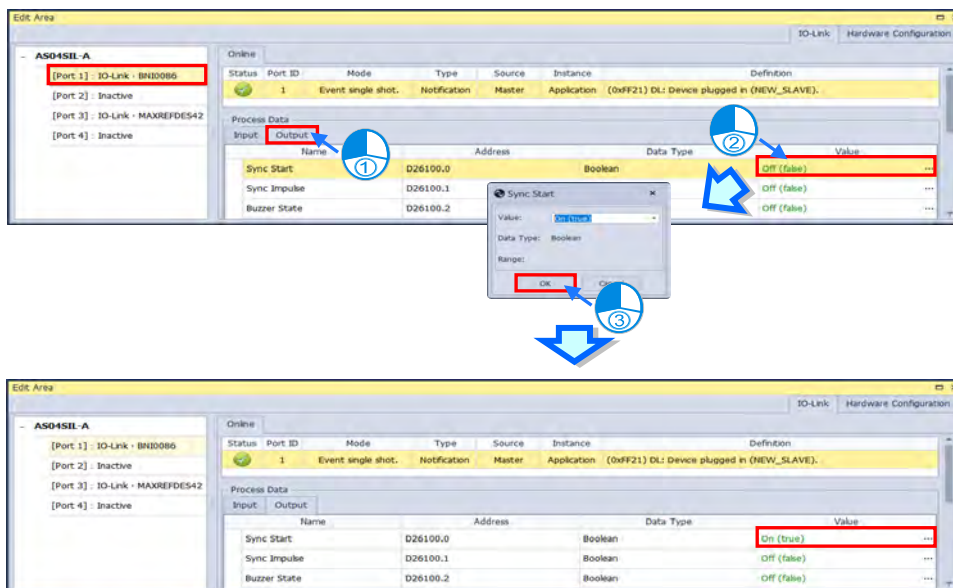 Edit Area
IO-Link Hardware Configuration
- AS04SIL-A
[Port 1] : IO-Link - BNI0086
[Port 2] : Inactive
[Port 3] : IO-Link - MAXREFDES42
[Port 4] : Inactive
Online
Status Port ID Mode Type Source Instance Definition
1 Event single shot. Notification Master Application (0xFF21) DL: Device plugged in (NEW_SLAVE).
Process Data
Input Output
Name Address Data Type Value
Sync Start D26100.0 Boolean Off (false) ...
Sync Impulse D26100.1 Off (false) ...
Buzzer State D26100.2 Off (false) ...
①
②
Sync Start ×
Value: On (true)
Data Type: Boolean
Range:
OK Cancel
③
Edit Area
IO-Link Hardware Configuration
- AS04SIL-A
[Port 1] : IO-Link - BNI0086
[Port 2] : Inactive
[Port 3] : IO-Link - MAXREFDES42
[Port 4] : Inactive
Online
Status Port ID Mode Type Source Instance Definition
1 Event single shot. Notification Master Application (0xFF21) DL: Device plugged in (NEW_SLAVE).
Process Data
Input Output
Name Address Data Type Value
Sync Start D26100.0 Boolean On (true) ...
Sync Impulse D26100.1 Boolean Off (false) ...
Buzzer State D26100.2 Boolean Off (false) ...